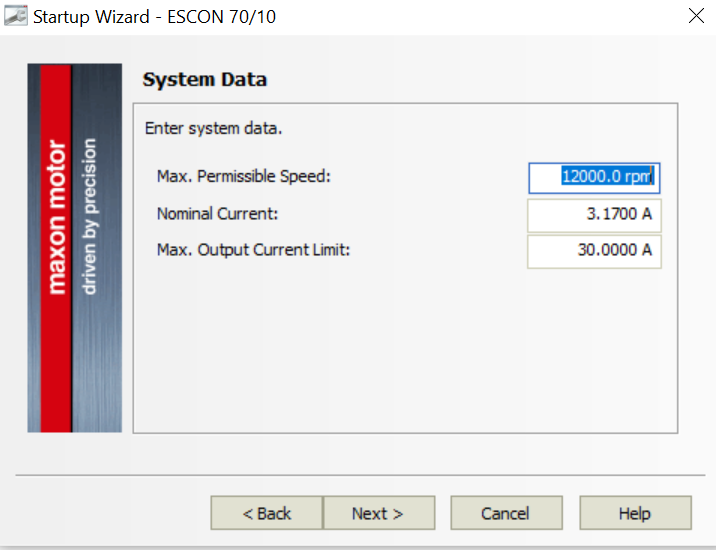 Startup Wizard - ESCON 70/10
maxon motor
driven by precision
System Data
Enter system data.
Max. Permissible Speed: 12000.0 rpm
Nominal Current: 3.1700 A
Max. Output Current Limit: 30.0000 A
< Back Next > Cancel Help